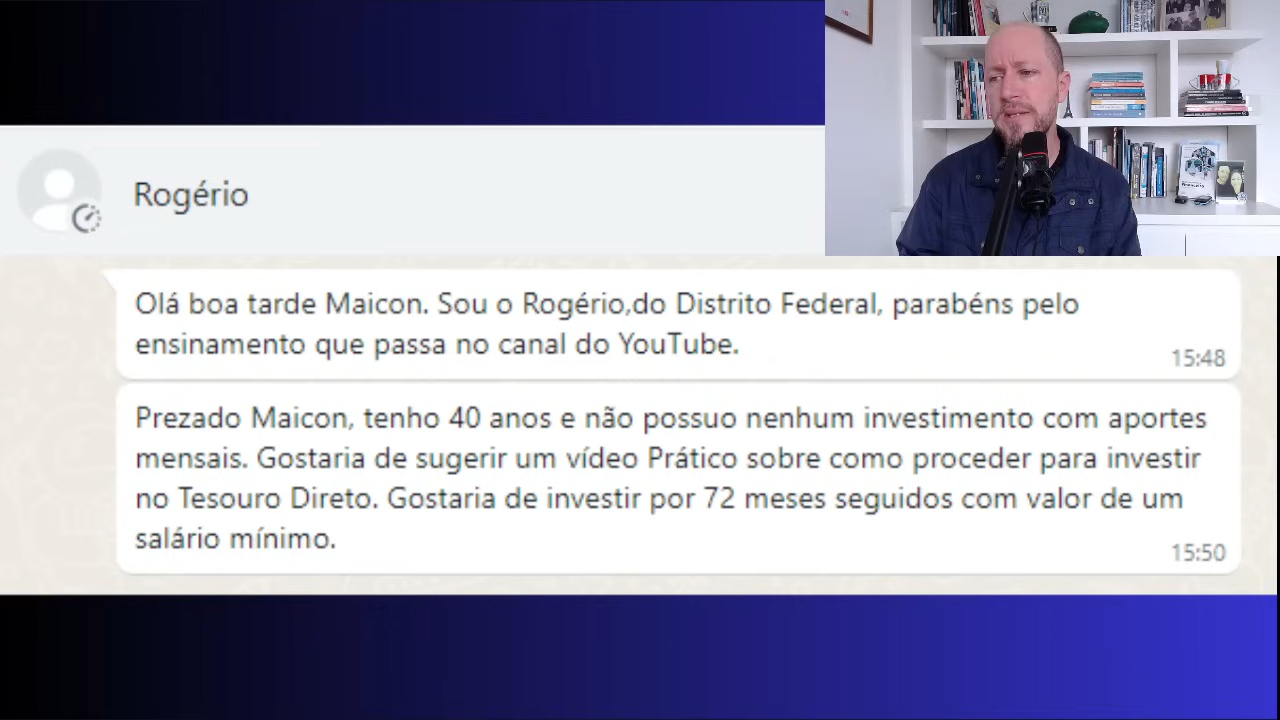 Rogério
Olá boa tarde Maicon. Sou o Rogério,do Distrito Federal, parabéns pelo
ensinamento que passa no canal do YouTube.
15:48
Prezado Maicon, tenho 40 anos e não possuo nenhum investimento com aportes
mensais. Gostaria de sugerir um vídeo Prático sobre como proceder para investir
no Tesouro Direto. Gostaria de investir por 72 meses seguidos com valor de um
salário mínimo.
15:50